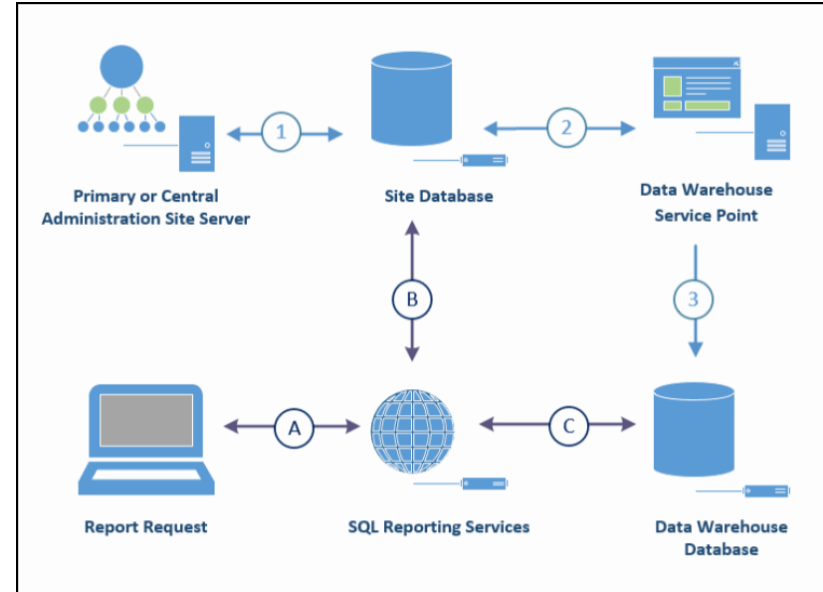 1
2
Primary or Central
Administration Site Server
Site Database
Data Warehouse
Service Point
B
3
A
C
Report Request
SQL Reporting Services
Data Warehouse
Database